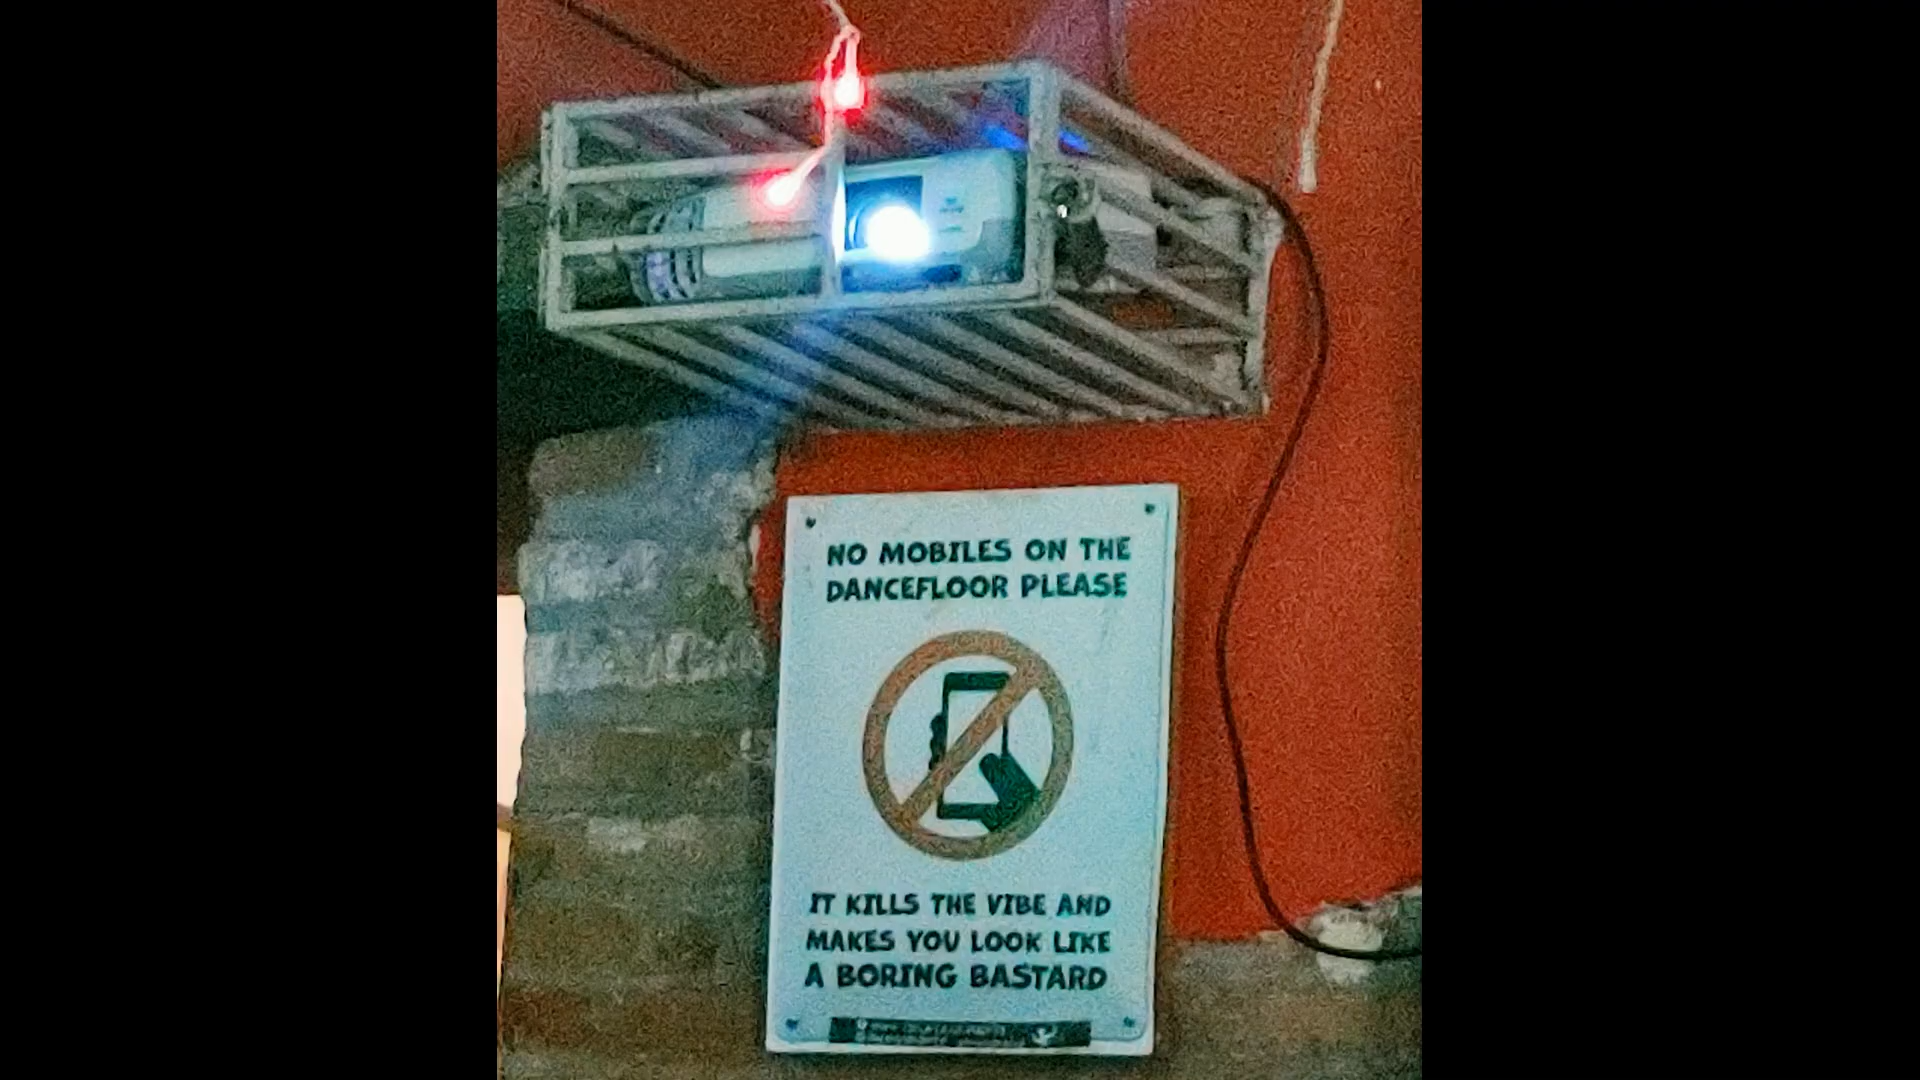 NO MOBILES ON THE
DANCEFLOOR PLEASE
IT KILLS THE VIBE AND
MAKES YOU LOOK LIKE
A BORING BASTARD